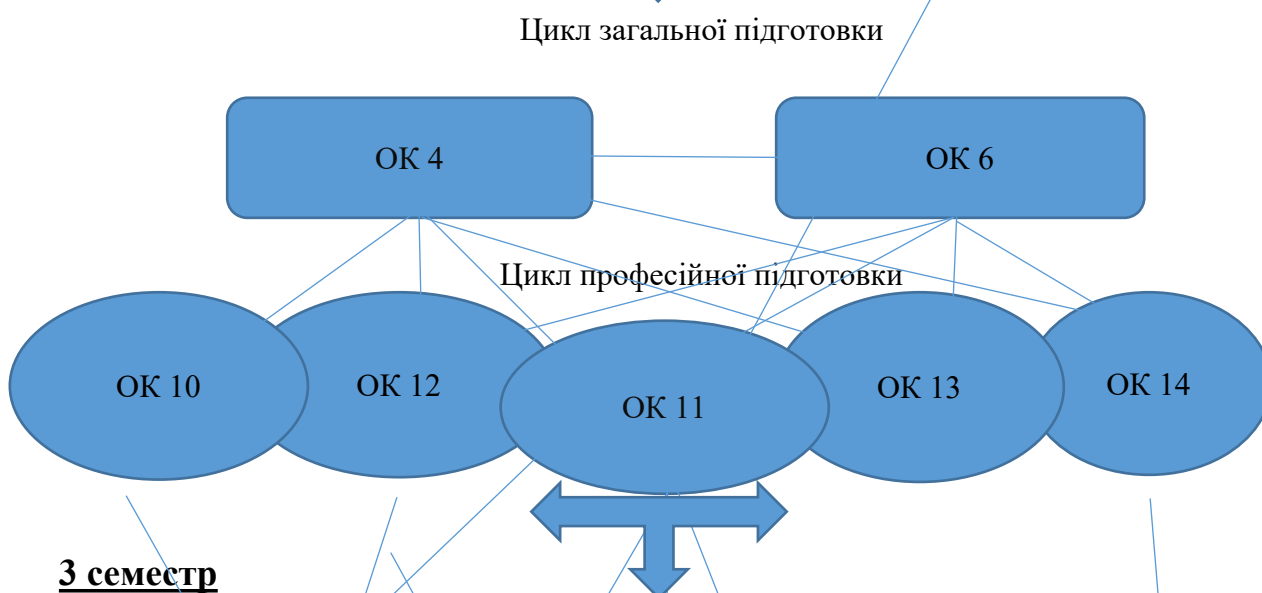 Цикл загальної підготовки
ОК 4
ОК 6
Цикл професійної підготовки
ОК 10
ОК 12
ОК 11
ОК 13
ОК 14
3 семестр